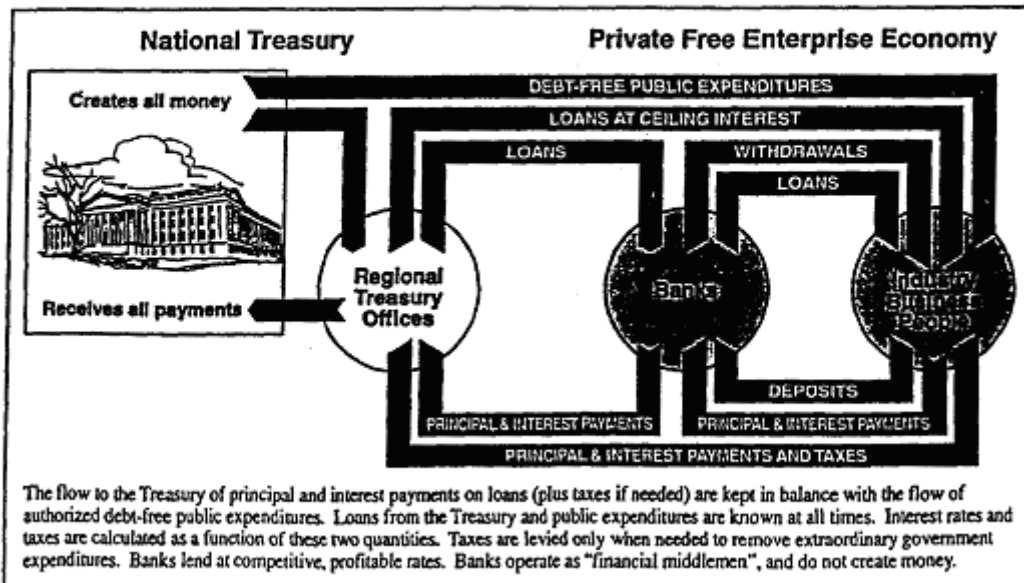 National Treasury
Private Free Enterprise Economy
Creates all money
DEBT-FREE PUBLIC EXPENDITURES
LOANS AT CEILING INTEREST
LOANS
WITHDRAWALS
LOANS
Regional
Treasury
Offices
Banks
Industry
Business
People
Receives all payments
DEPOSITS
PRINCIPAL & INTEREST PAYMENTS
PRINCIPAL & INTEREST PAYMENTS
PRINCIPAL & INTEREST PAYMENTS AND TAXES
The flow to the Treasury of principal and interest payments on loans (plus taxes if needed) are kept in balance with the flow of
authorized debt-free public expenditures. Loans from the Treasury and public expenditures are known at all times. Interest rates and
taxes are calculated as a function of these two quantities. Taxes are levied only when needed to remove extraordinary government
expenditures. Banks lend at competitive, profitable rates. Banks operate as "financial middlemen", and do not create money.